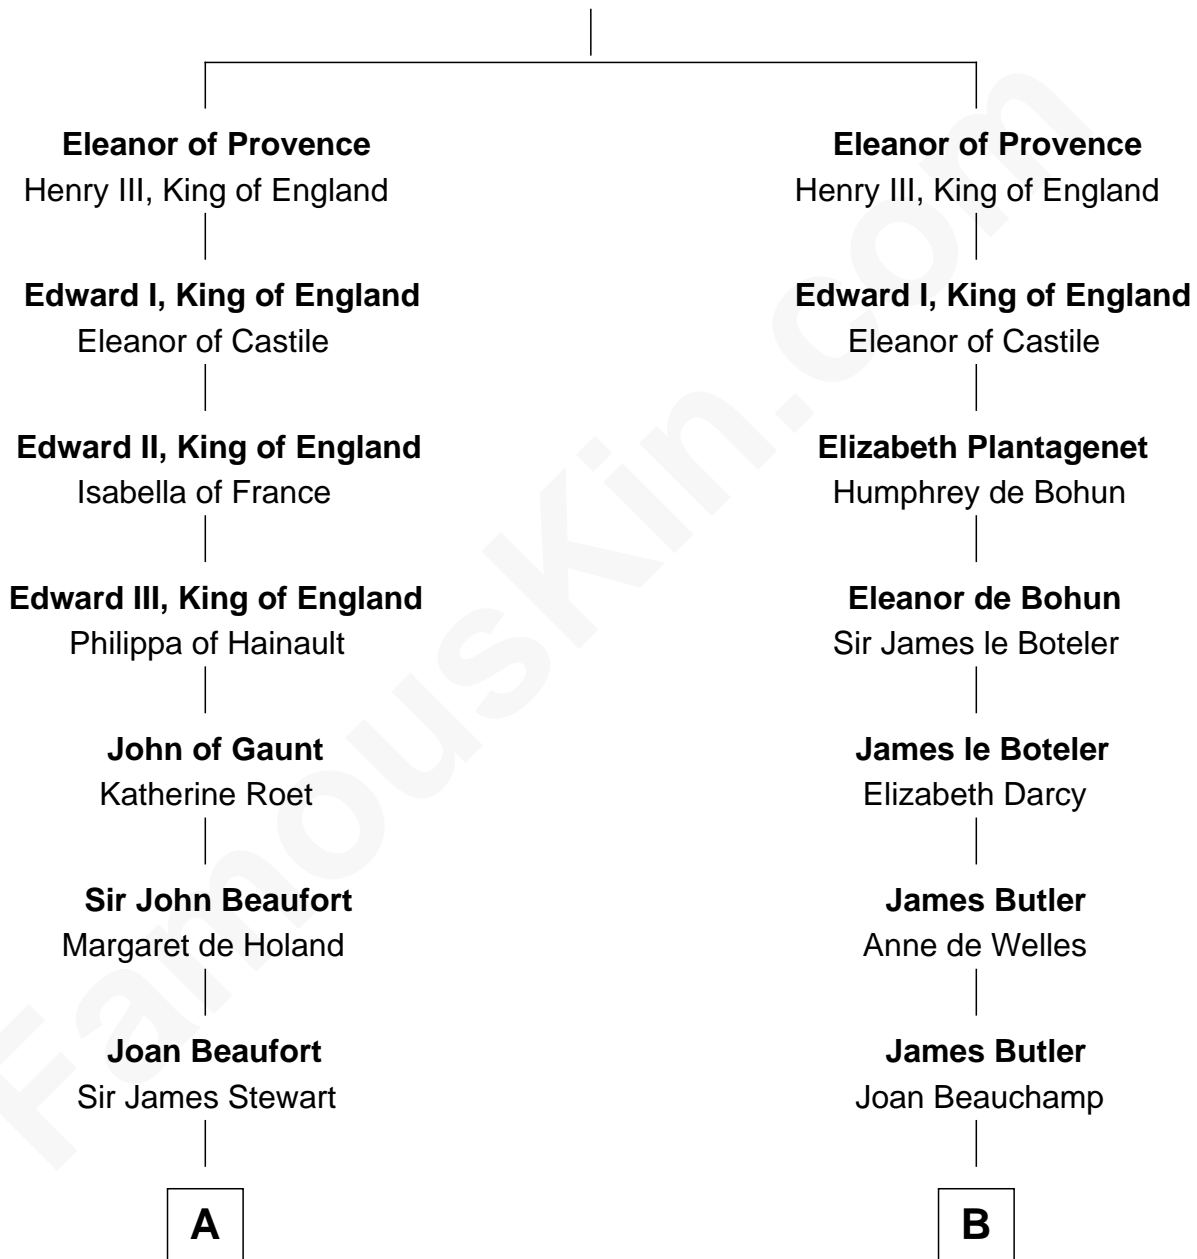 Eleanor of Provence
Henry III, King of England
Edward I, King of England
Eleanor of Castile
Edward II, King of England
Isabella of France
Edward III, King of England
Philippa of Hainault
John of Gaunt
Katherine Roet
Sir John Beaufort
Margaret de Holand
Joan Beaufort
Sir James Stewart
A
Eleanor of Provence
Henry III, King of England
Edward I, King of England
Eleanor of Castile
Elizabeth Plantagenet
Humphrey de Bohun
Eleanor de Bohun
Sir James le Boteler
James le Boteler
Elizabeth Darcy
James Butler
Anne de Welles
James Butler
Joan Beauchamp
B
FamousKin.com